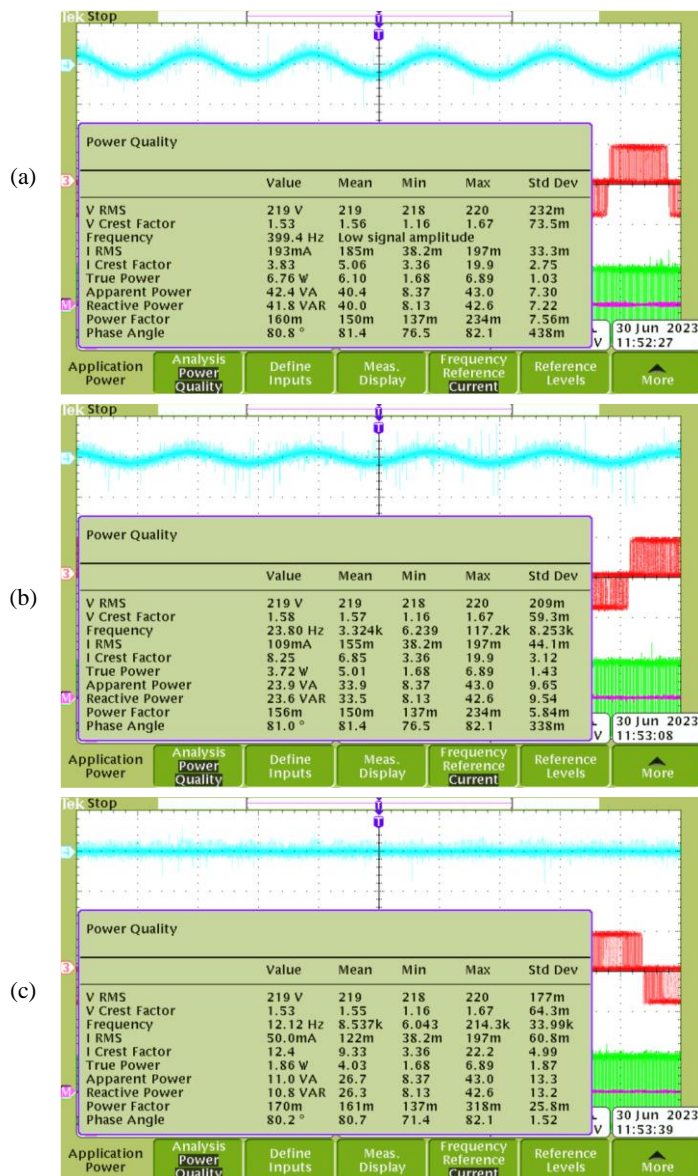 Tek Stop
T
T
4
(a)
3
M
Power Quality
Value Mean Min Max Std Dev
V RMS 219 V 219 218 220 232m
V Crest Factor 1.53 1.56 1.16 1.67 73.5m
Frequency 399.4 Hz Low signal amplitude
I RMS 193mA 185m 38.2m 197m 33.3m
I Crest Factor 3.83 5.06 3.36 19.9 2.75
True Power 6.76 W 6.10 1.68 6.89 1.03
Apparent Power 42.4 VA 40.4 8.37 43.0 7.30
Reactive Power 41.8 VAR 40.0 8.13 42.6 7.22
Power Factor 160m 150m 137m 234m 7.56m
Phase Angle 80.8 ° 81.4 76.5 82.1 438m
V 30 Jun 2023
11:52:27
Application Power Analysis Power Quality Define Inputs Meas. Display Frequency Reference Current Reference Levels More
Tek Stop
T
T
4
(b)
3
M
Power Quality
Value Mean Min Max Std Dev
V RMS 219 V 219 218 220 209m
V Crest Factor 1.58 1.57 1.16 1.67 59.3m
Frequency 23.80 Hz 3.324k 6.239 117.2k 8.253k
I RMS 109mA 155m 38.2m 197m 44.1m
I Crest Factor 8.25 6.85 3.36 19.9 3.12
True Power 3.72 W 5.01 1.68 6.89 1.43
Apparent Power 23.9 VA 33.9 8.37 43.0 9.65
Reactive Power 23.6 VAR 33.5 8.13 42.6 9.54
Power Factor 156m 150m 137m 234m 5.84m
Phase Angle 81.0 ° 81.4 76.5 82.1 338m
V 30 Jun 2023
11:53:08
Application Power Analysis Power Quality Define Inputs Meas. Display Frequency Reference Current Reference Levels More
Tek Stop
T
T
4
(c)
3
M
Power Quality
Value Mean Min Max Std Dev
V RMS 219 V 219 218 220 177m
V Crest Factor 1.53 1.55 1.16 1.67 64.3m
Frequency 12.12 Hz 8.537k 6.043 214.3k 33.99k
I RMS 50.0mA 122m 38.2m 197m 60.8m
I Crest Factor 12.4 9.33 3.36 22.2 4.99
True Power 1.86 W 4.03 1.68 6.89 1.87
Apparent Power 11.0 VA 26.7 8.37 43.0 13.3
Reactive Power 10.8 VAR 26.3 8.13 42.6 13.2
Power Factor 170m 161m 137m 318m 25.8m
Phase Angle 80.2 ° 80.7 71.4 82.1 1.52
V 30 Jun 2023
11:53:39
Application Power Analysis Power Quality Define Inputs Meas. Display Frequency Reference Current Reference Levels More